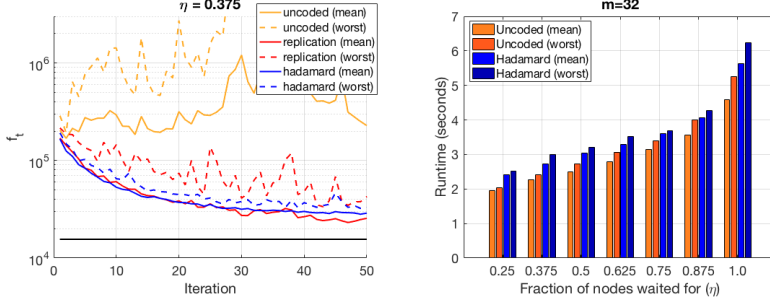 η = 0.375
uncoded (mean)
uncoded (worst)
replication (mean)
replication (worst)
hadamard (mean)
hadamard (worst)
10^6
10^5
10^4
f_t
0
10
20
30
40
50
Iteration
m=32
Uncoded (mean)
Uncoded (worst)
Hadamard (mean)
Hadamard (worst)
7
6
5
4
3
2
1
0
Runtime (seconds)
0.25
0.375
0.5
0.625
0.75
0.875
1.0
Fraction of nodes waited for (η)